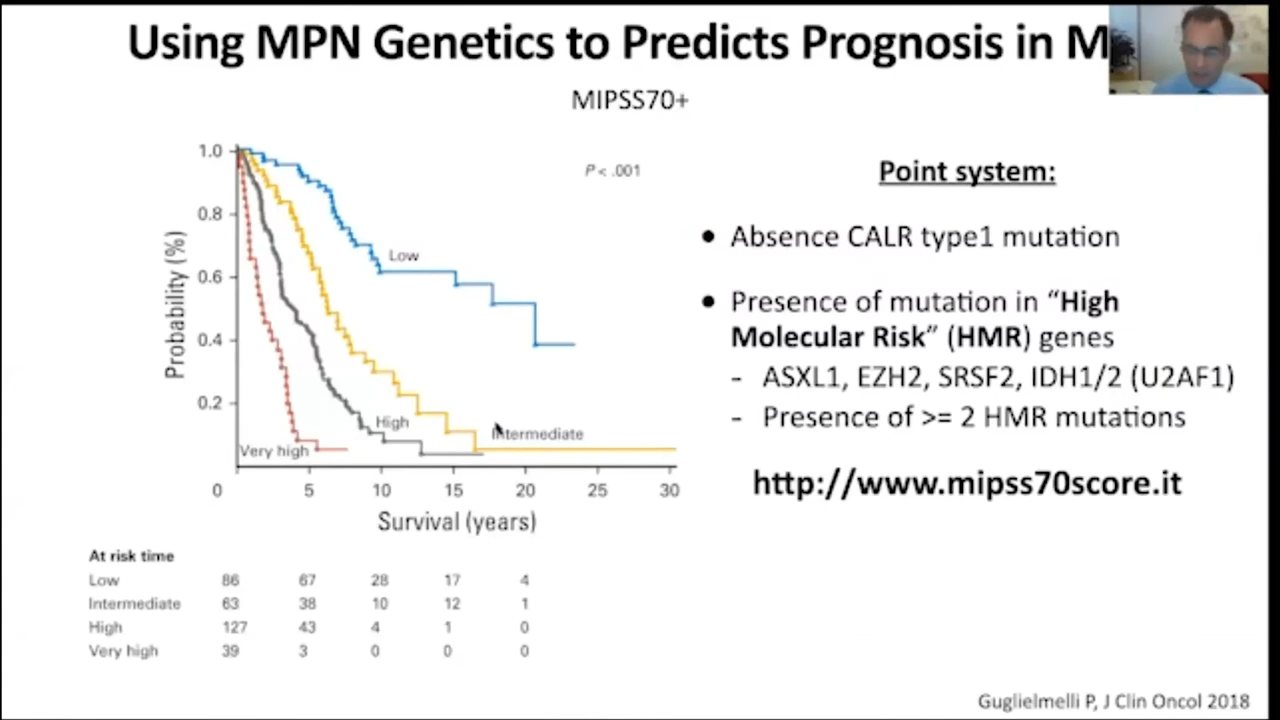 Using MPN Genetics to Predicts Prognosis in M
MIPSS70+
P < .001
Probability (%)
1.0
0.8
0.6
0.4
0.2
Low
High
Intermediate
Very high
0 5 10 15 20 25 30
Survival (years)
At risk time
Low 86 67 28 17 4
Intermediate 63 38 10 12 1
High 127 43 4 1 0
Very high 39 3 0 0 0
Point system:
• Absence CALR type1 mutation
• Presence of mutation in “High
Molecular Risk” (HMR) genes
- ASXL1, EZH2, SRSF2, IDH1/2 (U2AF1)
- Presence of >= 2 HMR mutations
http://www.mipss70score.it
Guglielmelli P, J Clin Oncol 2018